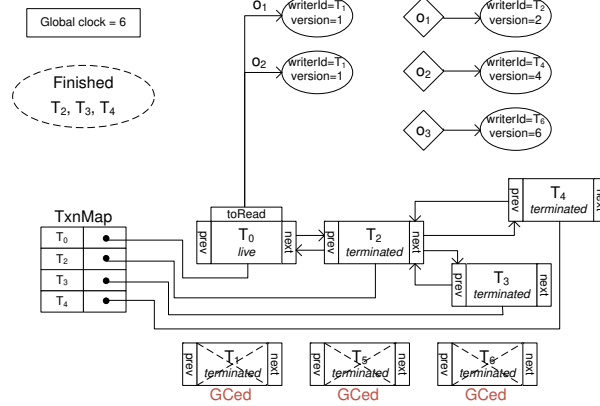 Global clock = 6
Finished
T2, T3, T4
o1
writerId=T1
version=1
o2
writerId=T1
version=1
o1
writerId=T2
version=2
o2
writerId=T4
version=4
o3
writerId=T6
version=6
TxnMap
T0
T2
T3
T4
toRead
prev
T0
live
next
prev
T2
terminated
next
prev
T4
terminated
next
prev
T3
terminated
next
prev
T1
terminated
next
GCed
prev
T5
terminated
next
GCed
prev
T6
terminated
next
GCed